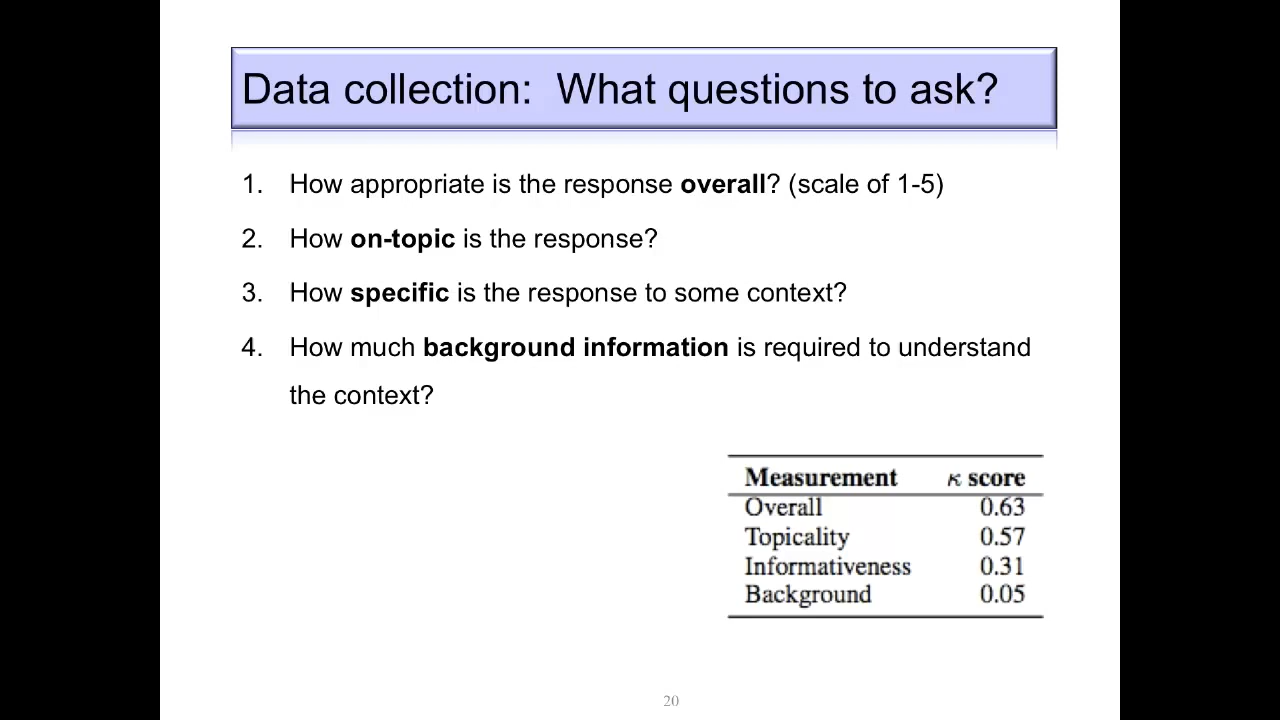 Data collection:  What questions to ask?
1. How appropriate is the response overall? (scale of 1-5)
2. How on-topic is the response?
3. How specific is the response to some context?
4. How much background information is required to understand
the context?
Measurement κ score
Overall 0.63
Topicality 0.57
Informativeness 0.31
Background 0.05
20